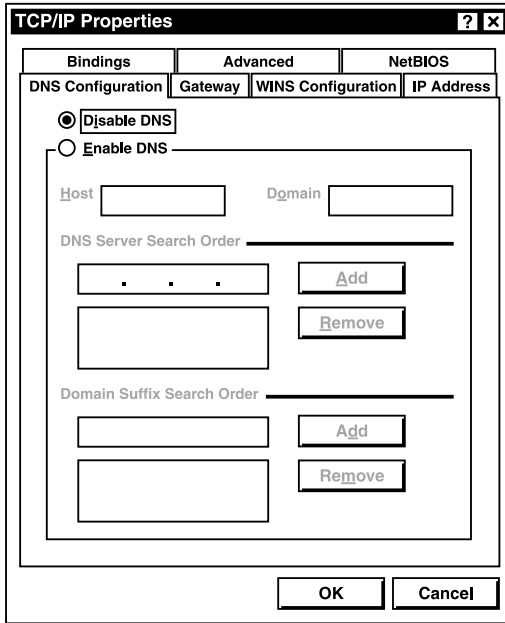 TCP/IP Properties ? ×
Bindings Advanced NetBIOS
DNS Configuration Gateway WINS Configuration IP Address
Disable DNS
Enable DNS
Host Domain
DNS Server Search Order
. . . Add
Remove
Domain Suffix Search Order
Add
Remove
OK Cancel